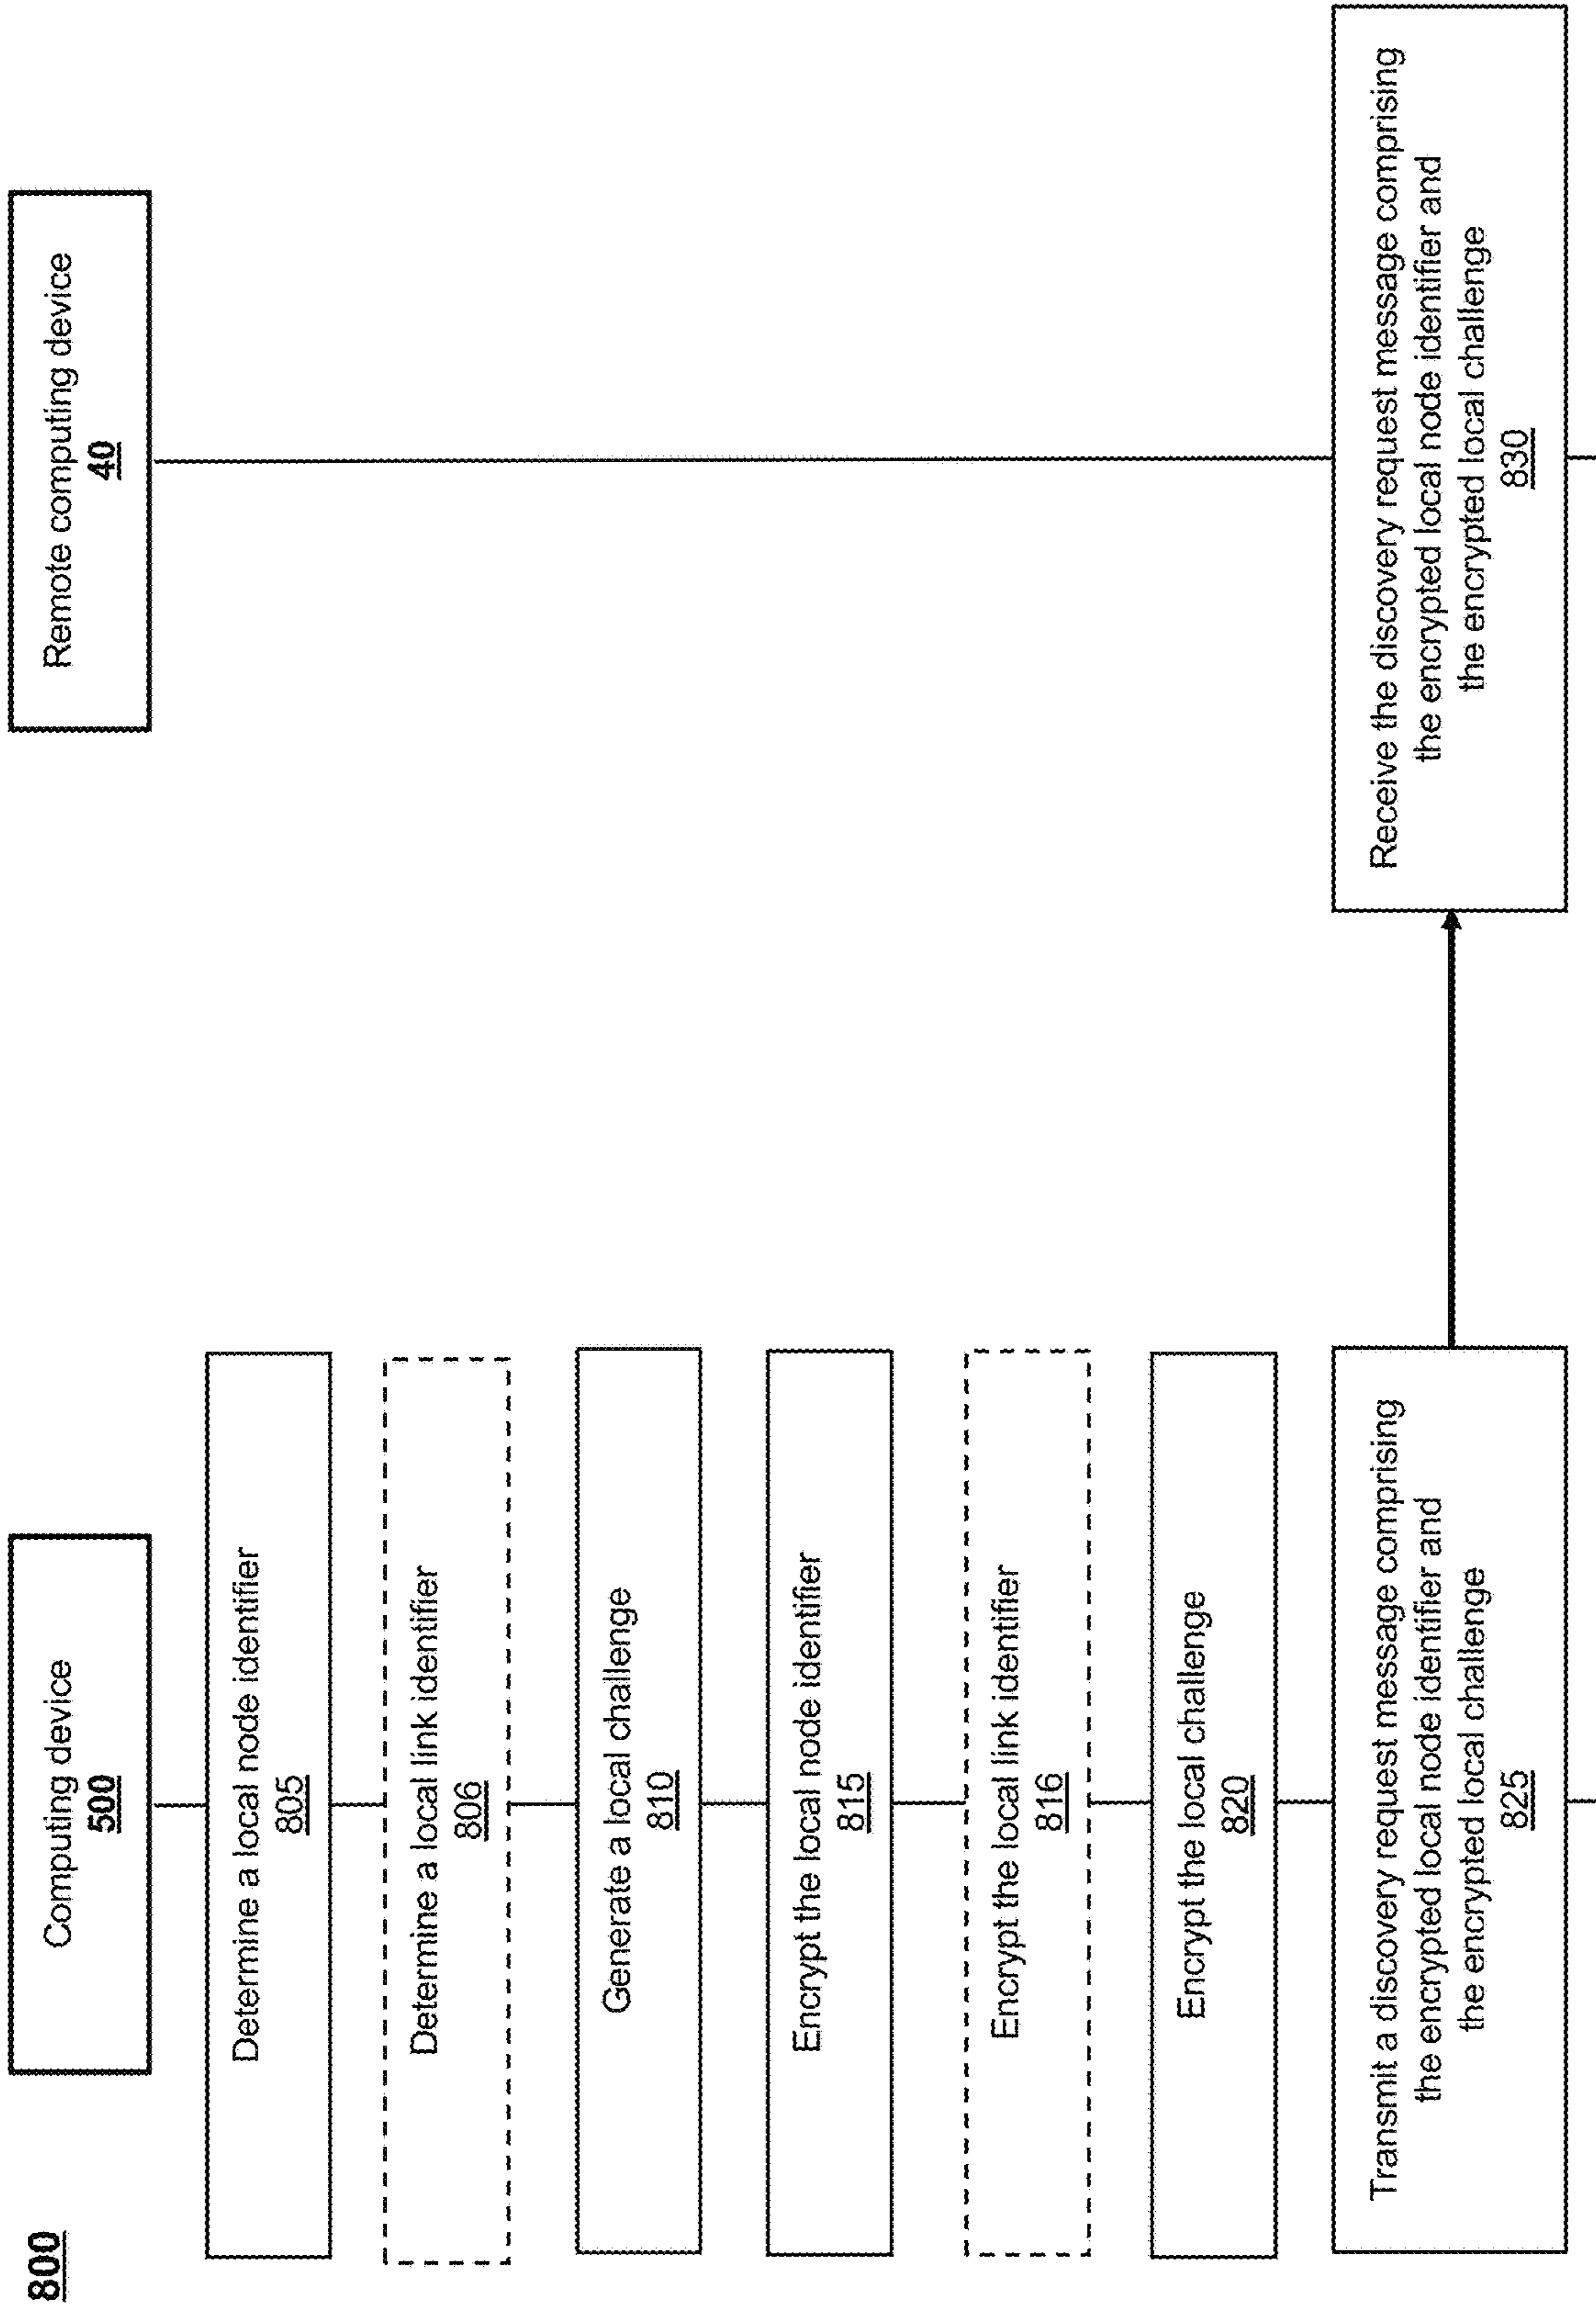 800
Computing device
500
Remote computing device
40
Determine a local node identifier
805
Determine a local link identifier
806
Generate a local challenge
810
Encrypt the local node identifier
815
Encrypt the local link identifier
816
Encrypt the local challenge
820
Transmit a discovery request message comprising
the encrypted local node identifier and
the encrypted local challenge
825
Receive the discovery request message comprising
the encrypted local node identifier and
the encrypted local challenge
830